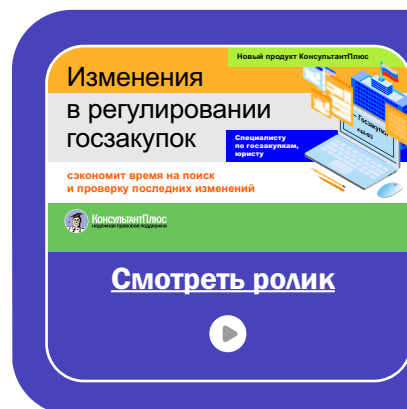 Новый продукт КонсультантПлюс
Изменения
в регулировании
госзакупок
Специалисту
по госзакупкам,
юристу
Госзакупки
сэкономит время на поиск
и проверку последних изменений
КонсультантПлюс
надежная правовая поддержка
Смотреть ролик